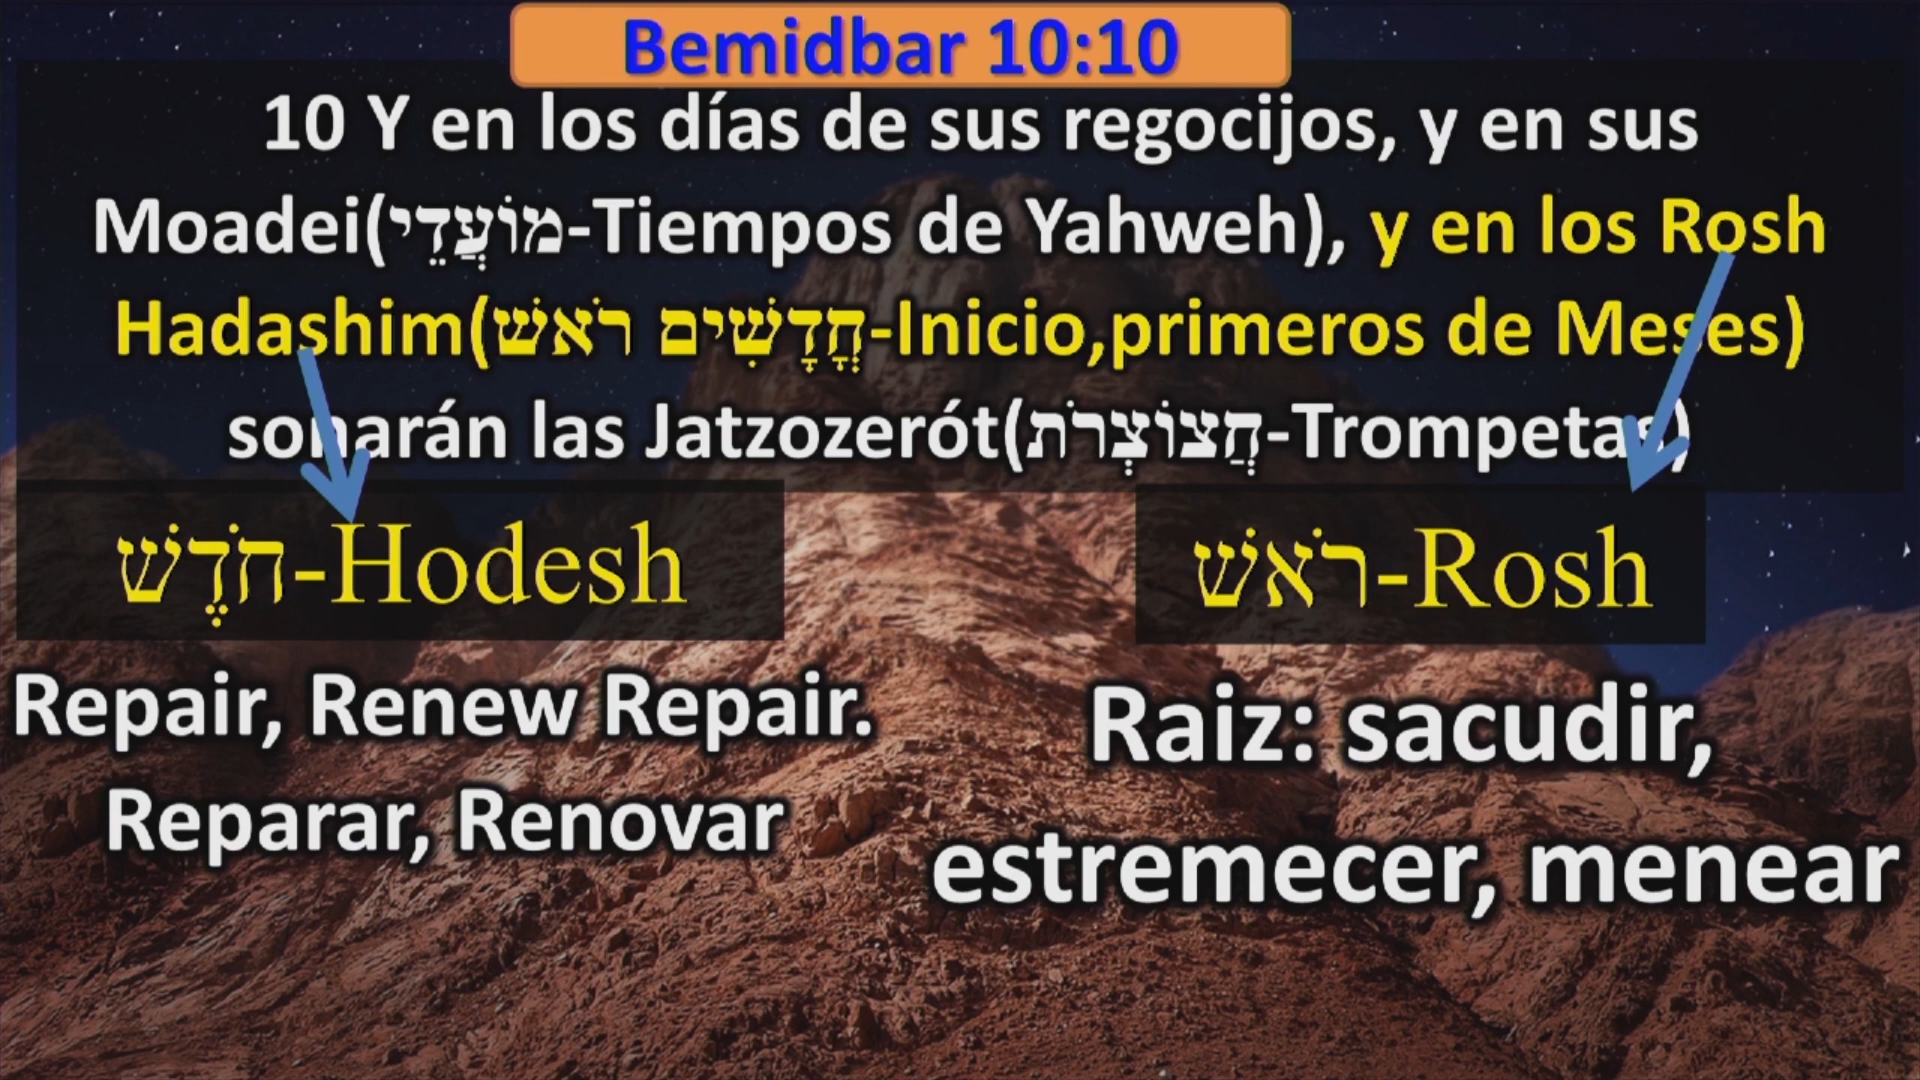 Bemidbar 10:10
10 Y en los días de sus regocijos, y en sus
Moadei(מוֹעֲדֵי-Tiempos de Yahweh), y en los Rosh
Hadashim(חֳדָשִׁים רֹאשׁ-Inicio,primeros de Meses)
sonarán las Jatzozerót(חֲצוֹצְרֹת-Trompetas)
חֹדֶשׁ-Hodesh
Repair, Renew Repair.
Reparar, Renovar
רֹאשׁ-Rosh
Raiz: sacudir,
estremecer, menear